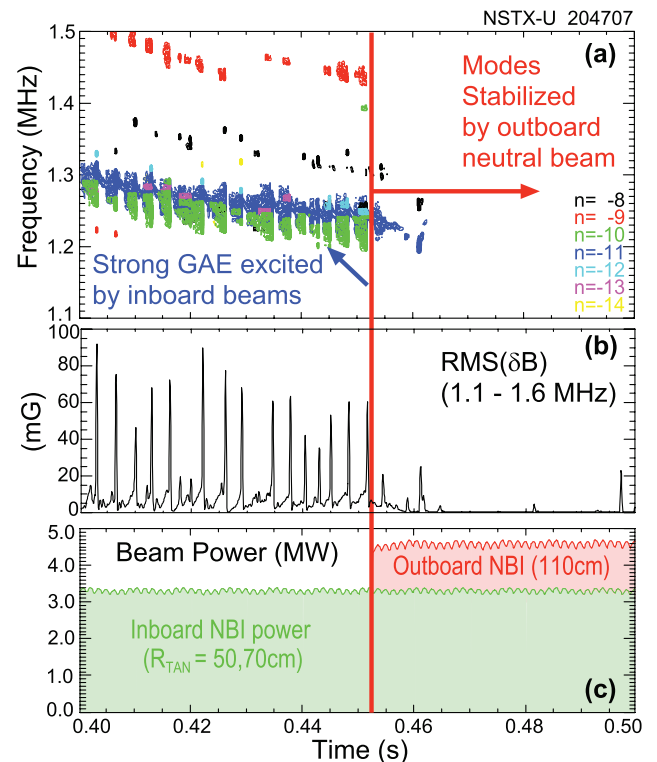 NSTX-U 204707
(a)
Frequency (MHz)
1.5
1.4
1.3
1.2
1.1
Modes
Stabilized
by outboard
neutral beam
n= -8
n= -9
n=-10
n=-11
n=-12
n=-13
n=-14
Strong GAE excited
by inboard beams
(b)
(mG)
100
80
60
40
20
0
RMS(δB)
(1.1 - 1.6 MHz)
5.0
4.0
3.0
2.0
1.0
0.0
Beam Power (MW)
Outboard NBI (110cm)
Inboard NBI power
(R_TAN = 50,70cm)
(c)
0.40 0.42 0.44 0.46 0.48 0.50
Time (s)